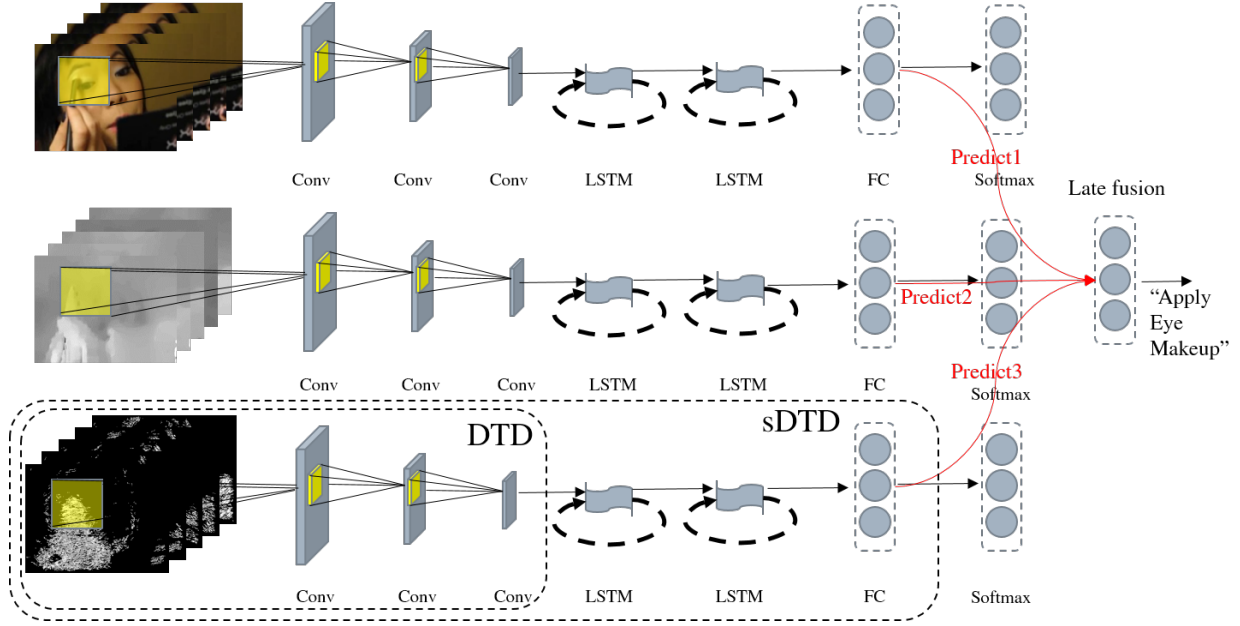 Predict1
Conv
Conv
Conv
LSTM
LSTM
FC
Softmax
Late fusion
Predict2
“Apply
Eye
Makeup”
Predict3
Conv
Conv
Conv
LSTM
LSTM
FC
Softmax
DTD
sDTD
Conv
Conv
Conv
LSTM
LSTM
FC
Softmax